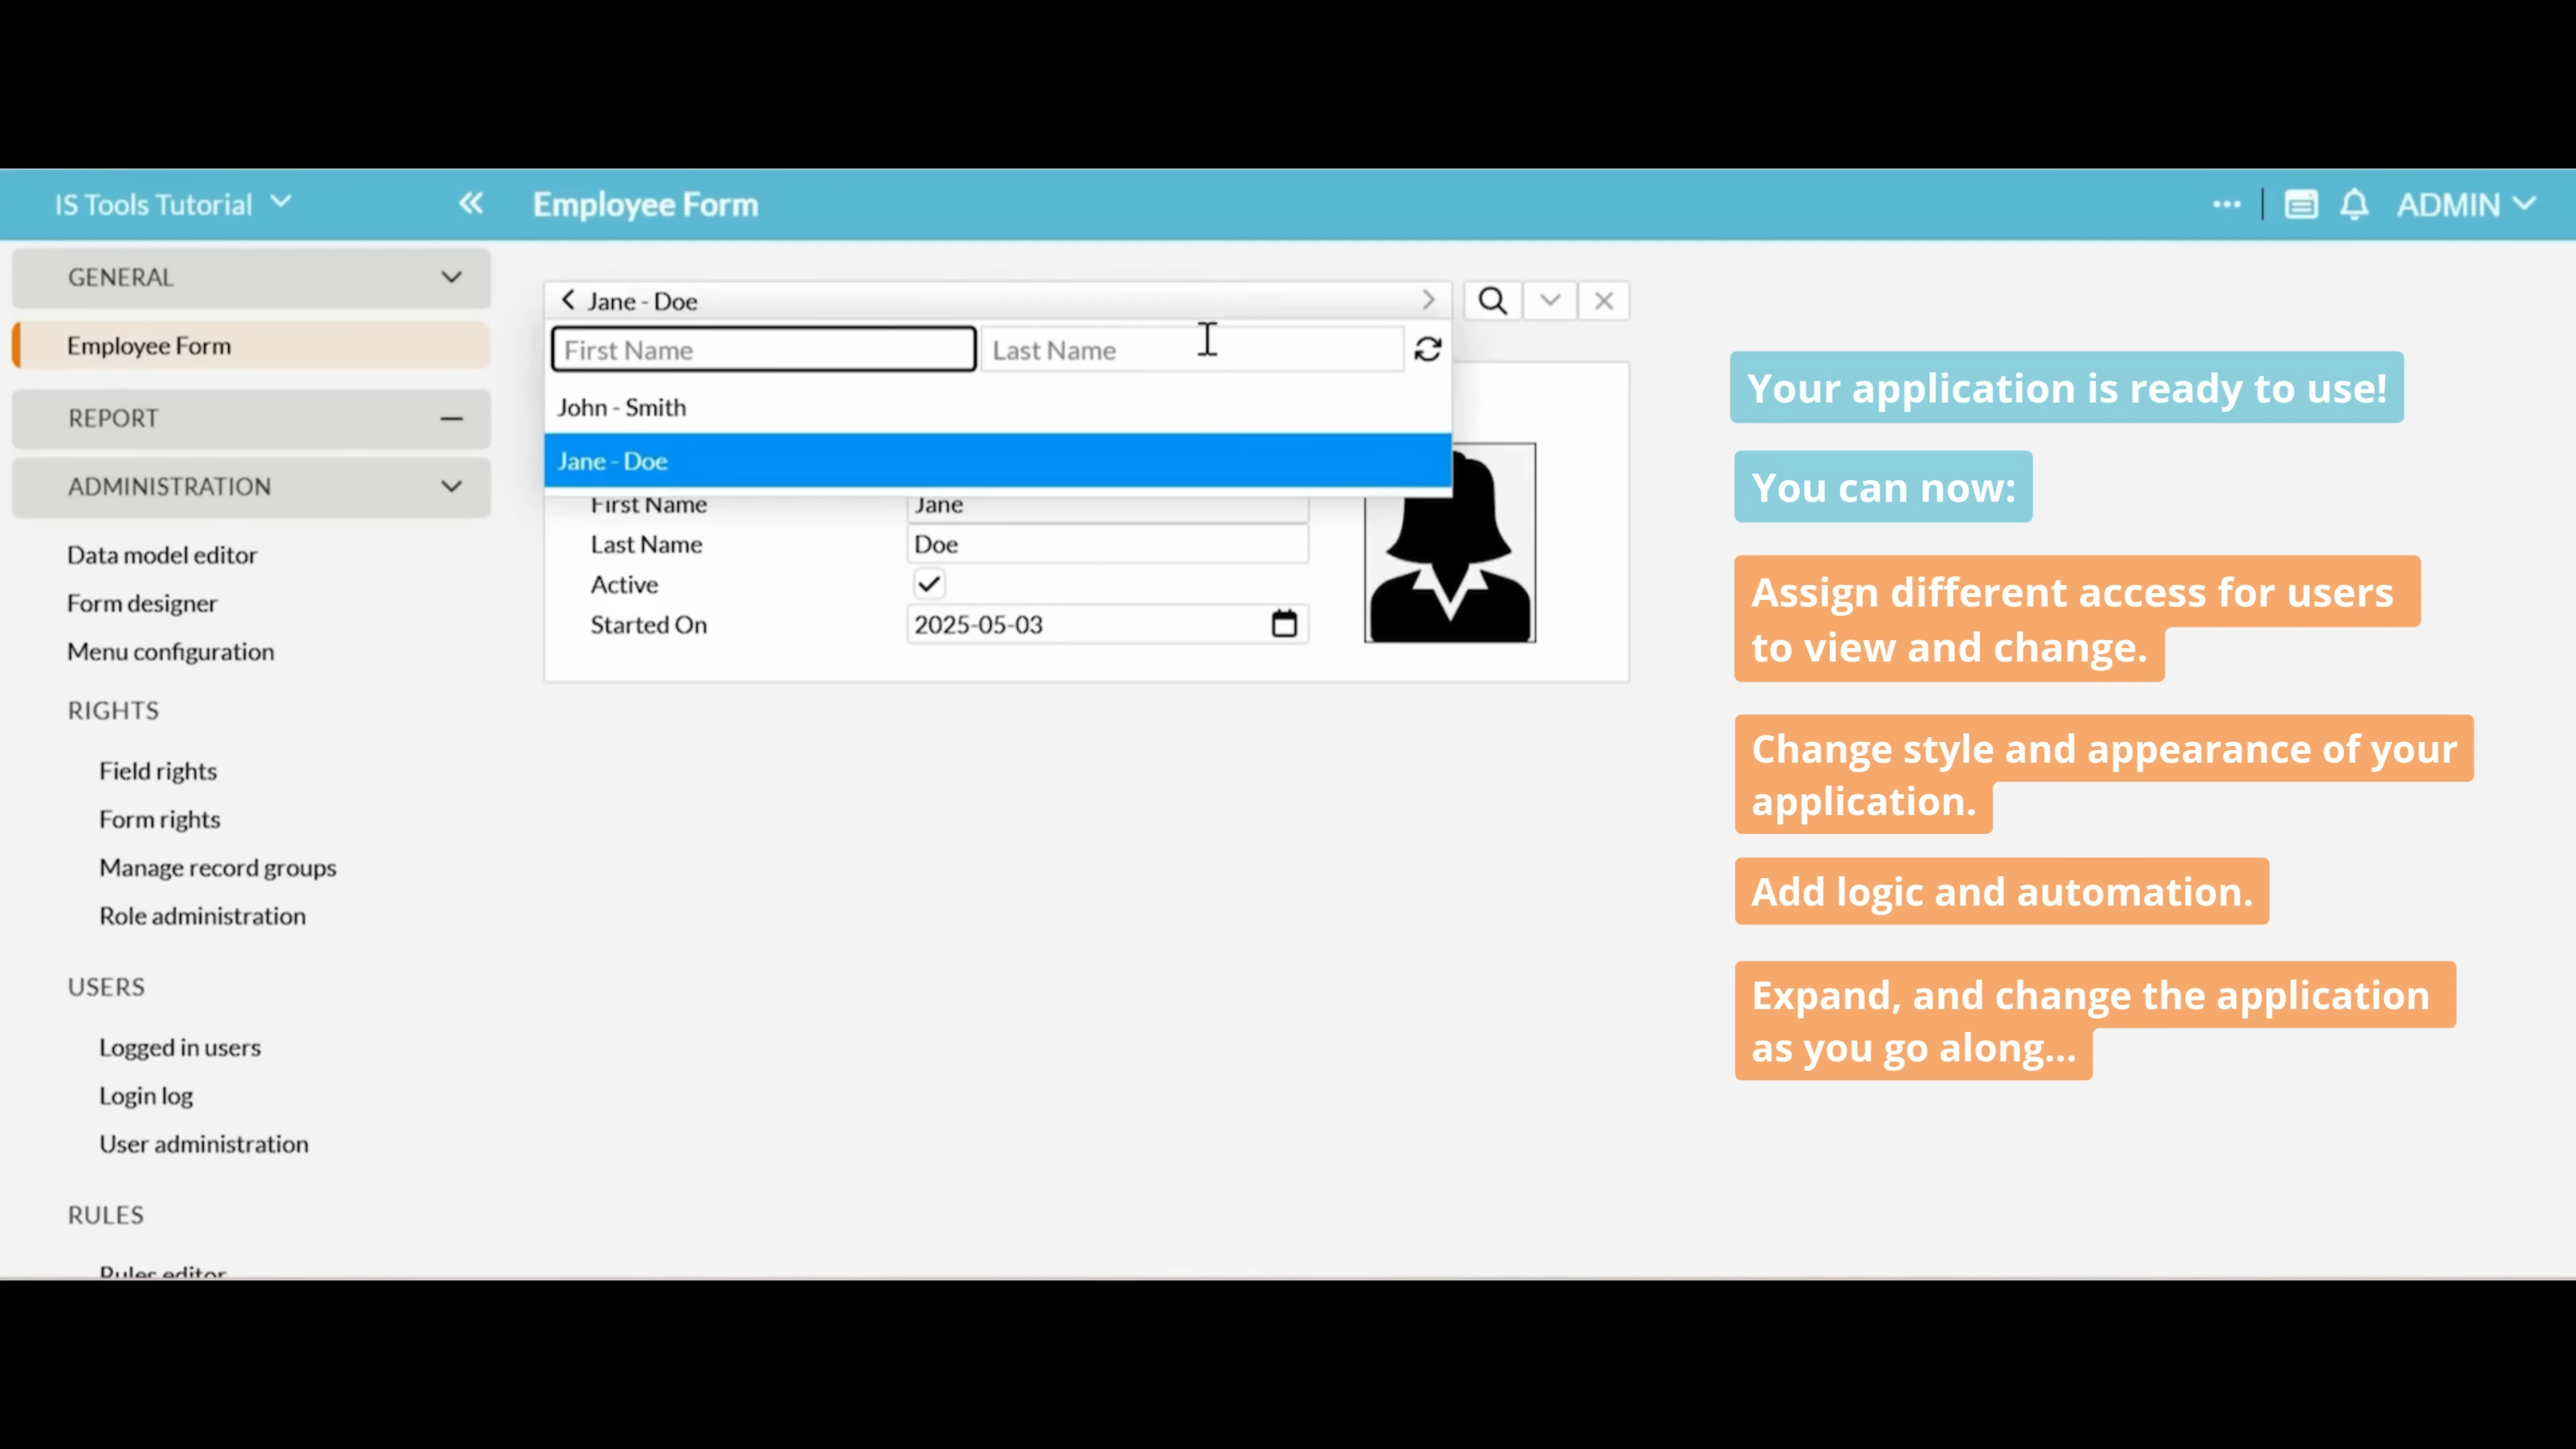 IS Tools Tutorial
Employee Form
ADMIN
GENERAL
Employee Form
REPORT
ADMINISTRATION
Data model editor
Form designer
Menu configuration
RIGHTS
Field rights
Form rights
Manage record groups
Role administration
USERS
Logged in users
Login log
User administration
RULES
Rules editor
Jane - Doe
First Name
Last Name
John - Smith
Jane - Doe
First Name
Jane
Last Name
Doe
Active
Started On
2025-05-03
Your application is ready to use!
You can now:
Assign different access for users
to view and change.
Change style and appearance of your
application.
Add logic and automation.
Expand, and change the application
as you go along...